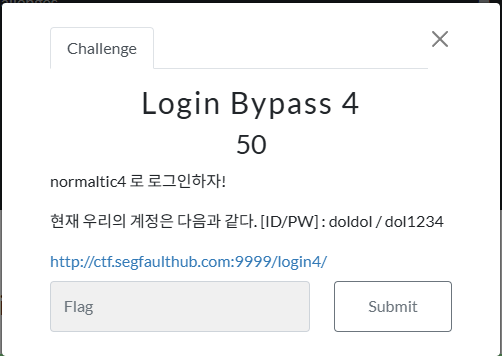 Challenge
Login Bypass 4
50
normaltic4 로 로그인하자!
현재 우리의 계정은 다음과 같다. [ID/PW] : doldol / dol1234
http://ctf.segfaulthub.com:9999/login4/
Flag
Submit